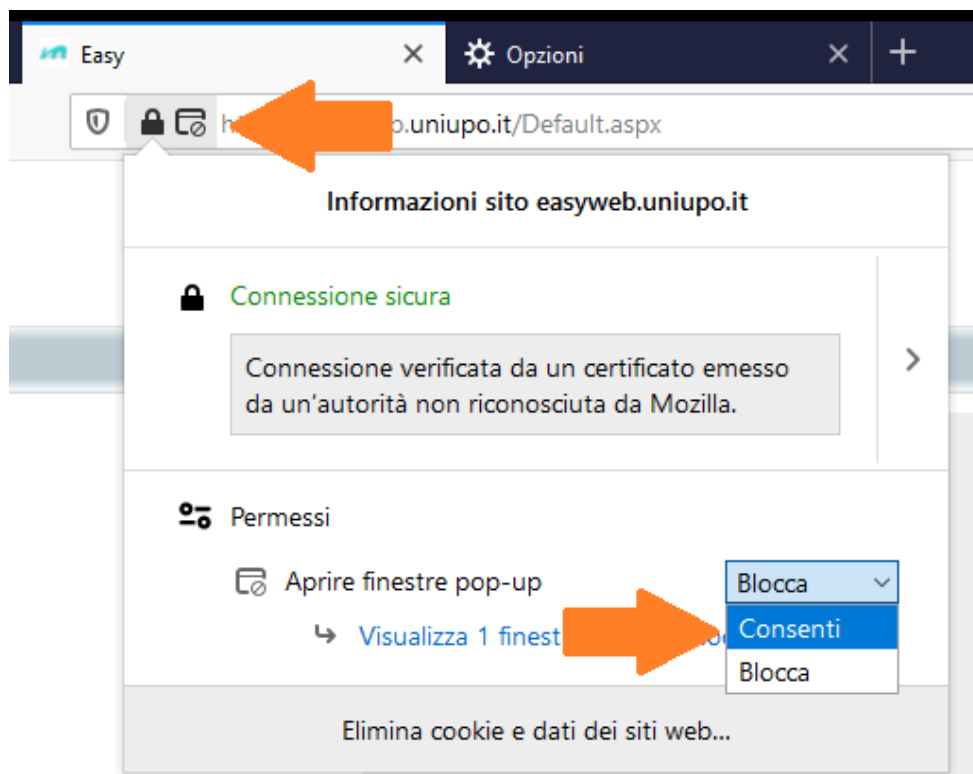 Easy
Opzioni
uniupo.it/Default.aspx
Informazioni sito easyweb.uniupo.it
Connessione sicura
Connessione verificata da un certificato emesso
da un'autorità non riconosciuta da Mozilla.
Permessi
Aprire finestre pop-up
Blocca
Visualizza 1
Consenti
Blocca
Elimina cookie e dati dei siti web...